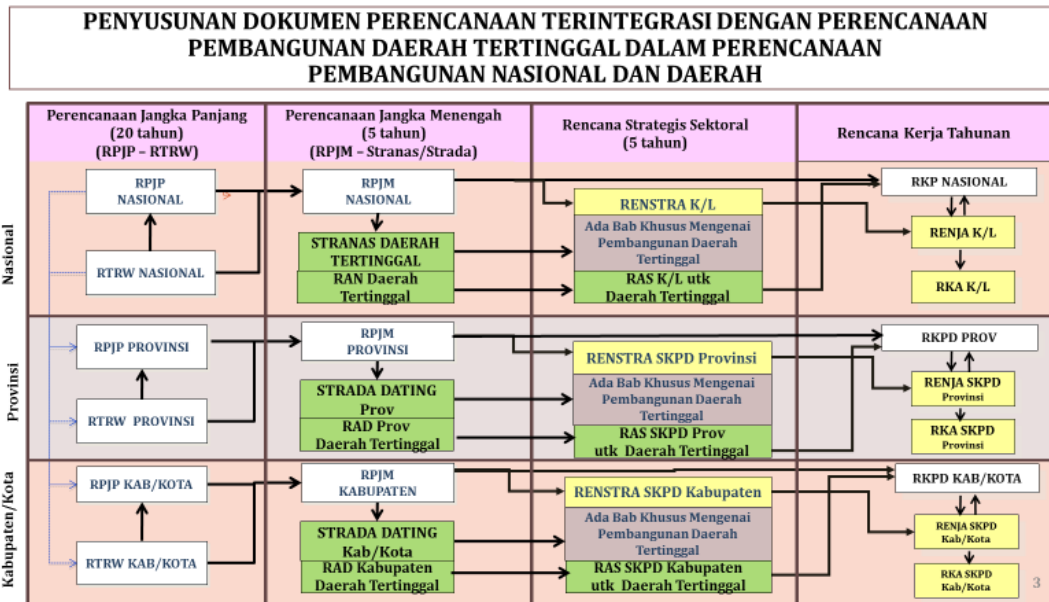 PENYUSUNAN DOKUMEN PERENCANAAN TERINTEGRASI DENGAN PERENCANAAN
PEMBANGUNAN DAERAH TERTINGGAL DALAM PERENCANAAN
PEMBANGUNAN NASIONAL DAN DAERAH
Perencanaan Jangka Panjang
(20 tahun)
(RPJP – RTRW)
Perencanaan Jangka Menengah
(5 tahun)
(RPJM – Stranas/Strada)
Rencana Strategis Sektoral
(5 tahun)
Rencana Kerja Tahunan
Nasional
RPJP
NASIONAL
RTRW NASIONAL
RPJM
NASIONAL
STRANAS DAERAH
TERTINGGAL
RAN Daerah
Tertinggal
RENSTRA K/L
Ada Bab Khusus Mengenai
Pembangunan Daerah
Tertinggal
RAS K/L utk
Daerah Tertinggal
RKP NASIONAL
RENJA K/L
RKA K/L
Provinsi
RPJP PROVINSI
RTRW PROVINSI
RPJM
PROVINSI
STRADA DATING
Prov
RAD Prov
Daerah Tertinggal
RENSTRA SKPD Provinsi
Ada Bab Khusus Mengenai
Pembangunan Daerah
Tertinggal
RAS SKPD Prov
utk Daerah Tertinggal
RKPD PROV
RENJA SKPD
Provinsi
RKA SKPD
Provinsi
Kabupaten/Kota
RPJP KAB/KOTA
RTRW KAB/KOTA
RPJM
KABUPATEN
STRADA DATING
Kab/Kota
RAD Kabupaten
Daerah Tertinggal
RENSTRA SKPD Kabupaten
Ada Bab Khusus Mengenai
Pembangunan Daerah
Tertinggal
RAS SKPD Kabupaten
utk Daerah Tertinggal
RKPD KAB/KOTA
RENJA SKPD
Kab/Kota
RKA SKPD
Kab/Kota
3